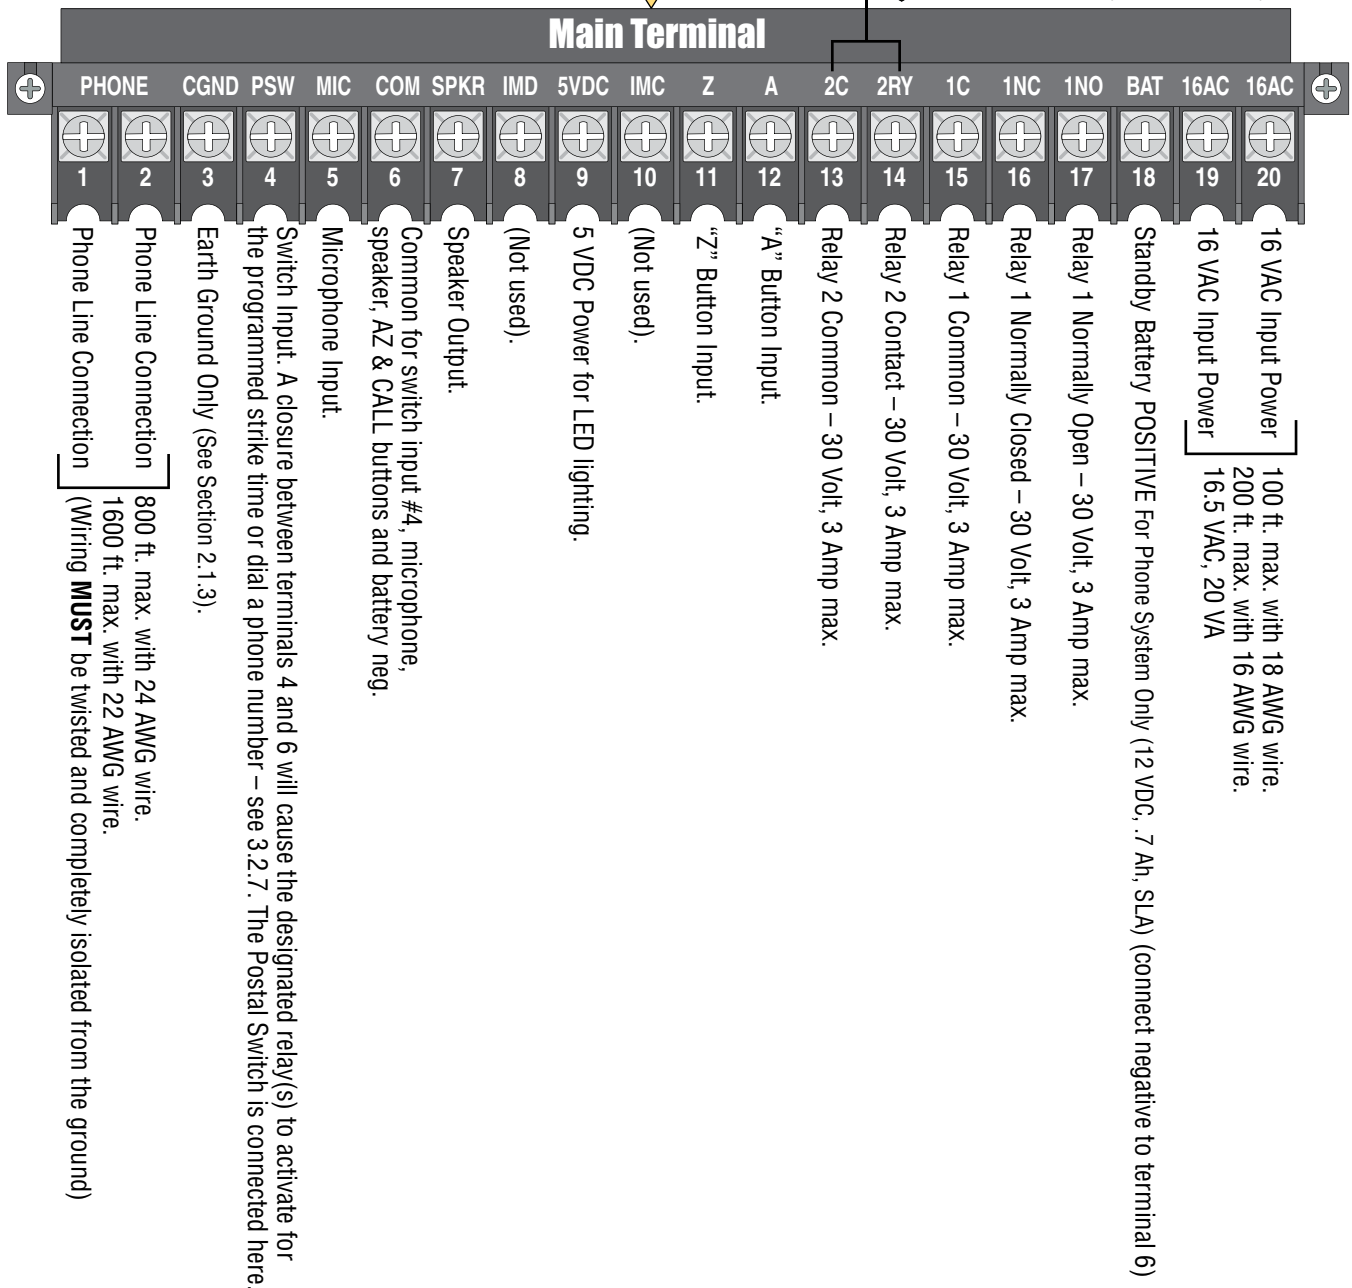 Main Terminal
PHONE CGND PSW MIC COM SPKR IMD 5VDC IMC Z A 2C 2RY 1C 1NC 1NO BAT 16AC 16AC
1 2 3 4 5 6 7 8 9 10 11 12 13 14 15 16 17 18 19 20
Phone Line Connection
Phone Line Connection
800 ft. max. with 24 AWG wire.
1600 ft. max. with 22 AWG wire.
(Wiring MUST be twisted and completely isolated from the ground)
Earth Ground Only (See Section 2.1.3).
Switch Input. A closure between terminals 4 and 6 will cause the designated relay(s) to activate for
the programmed strike time or dial a phone number – see 3.2.7. The Postal Switch is connected here.
Microphone Input.
Common for switch input #4, microphone,
speaker, AZ & CALL buttons and battery neg.
Speaker Output.
(Not used).
5 VDC Power for LED lighting.
(Not used).
“Z” Button Input.
“A” Button Input.
Relay 2 Common – 30 Volt, 3 Amp max.
Relay 2 Contact – 30 Volt, 3 Amp max.
Relay 1 Common – 30 Volt, 3 Amp max.
Relay 1 Normally Closed – 30 Volt, 3 Amp max.
Relay 1 Normally Open – 30 Volt, 3 Amp max.
Standby Battery POSITIVE For Phone System Only (12 VDC, .7 Ah, SLA) (connect negative to terminal 6)
16 VAC Input Power
16 VAC Input Power
100 ft. max. with 18 AWG wire.
200 ft. max. with 16 AWG wire.
16.5 VAC, 20 VA